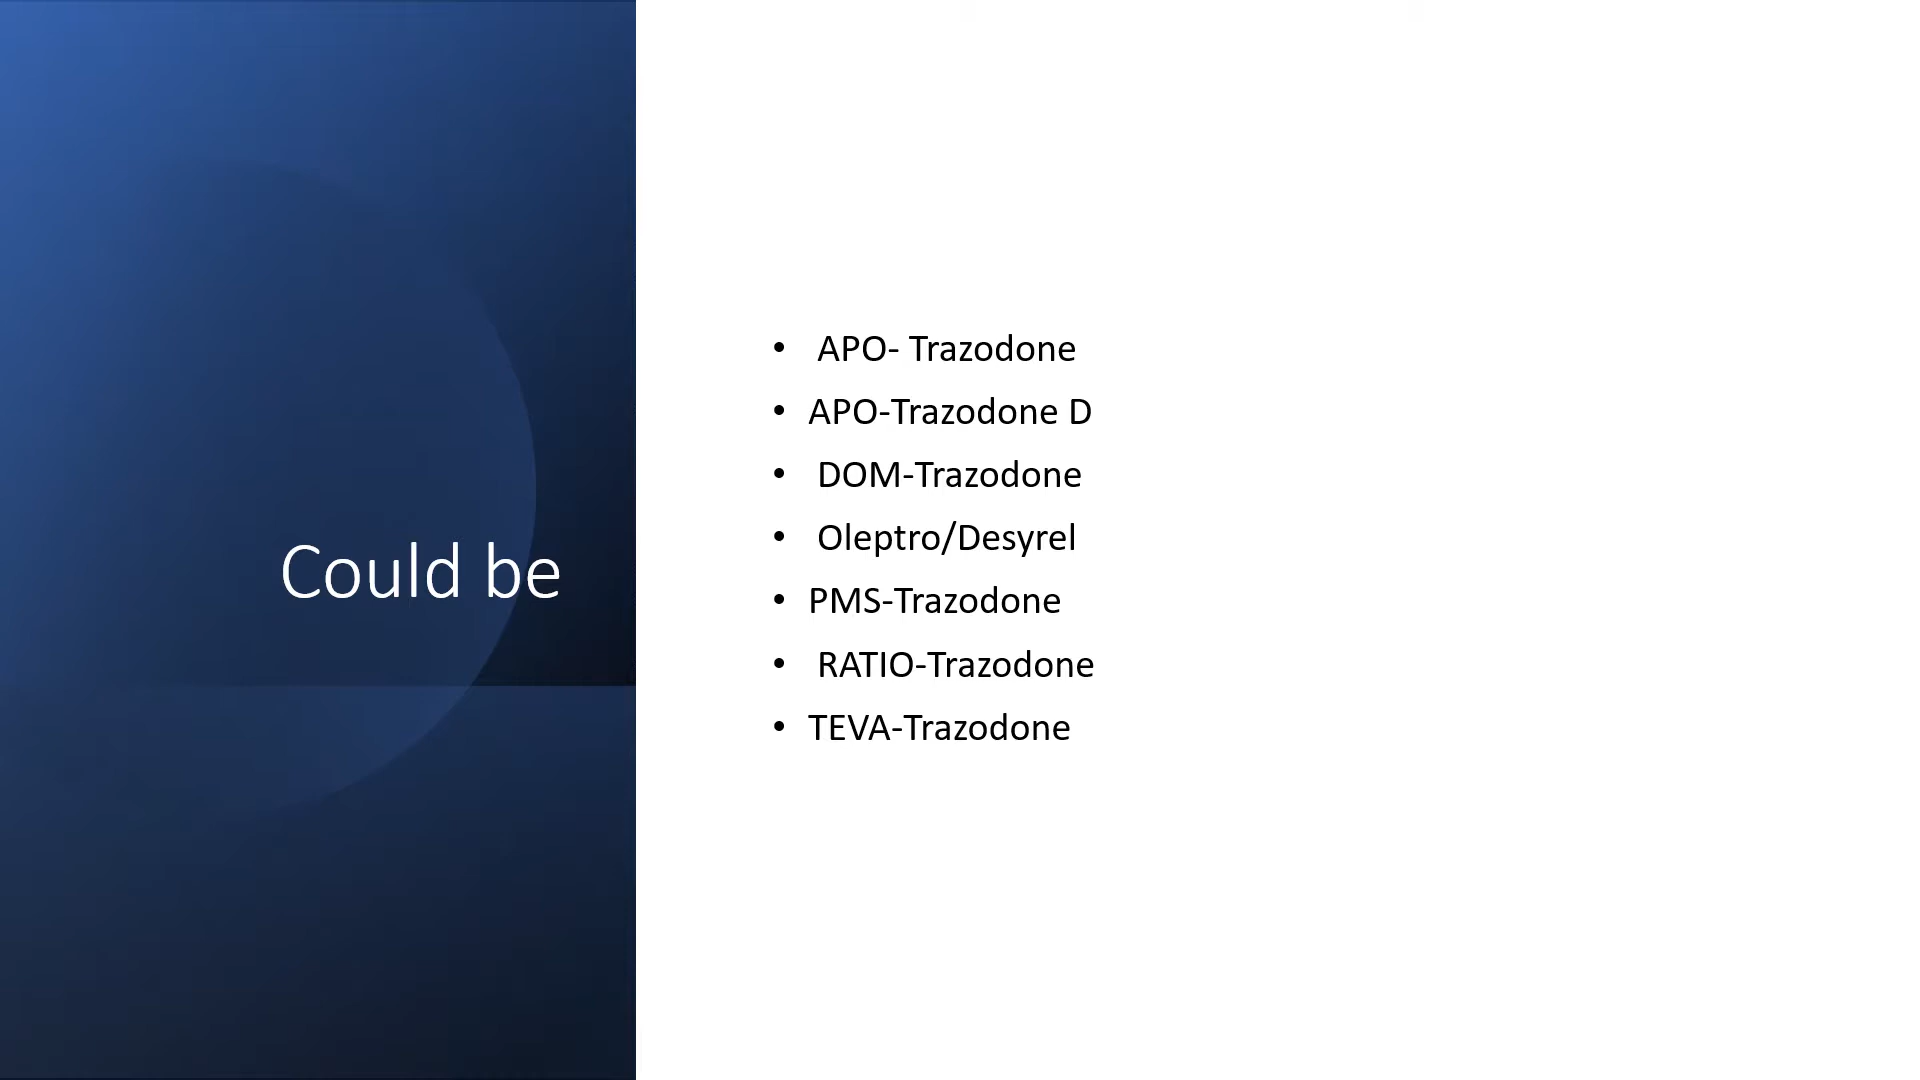 Could be
• APO- Trazodone
• APO-Trazodone D
• DOM-Trazodone
• Oleptro/Desyrel
• PMS-Trazodone
• RATIO-Trazodone
• TEVA-Trazodone